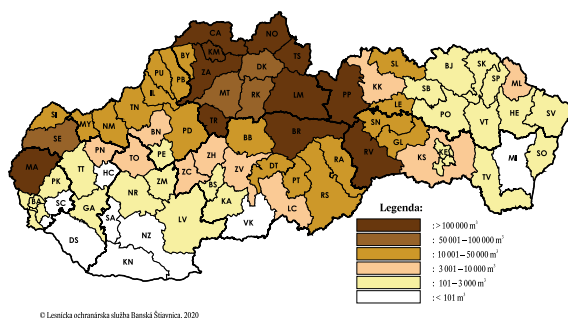 CA
NO
BY
KM
TS
PU
ZA
DK
SL
BJ
SK
PB
SP
ML
IL
MT
RK
LM
PP
KK
SB
TN
LE
HE
SV
SI
MY
NM
TR
SN
PO
VT
SE
BN
PD
BB
BR
GL
PN
PE
ZH
RA
RV
KS
KE
MI
SO
MA
TT
TO
ZC
ZV
DT
PT
TV
HC
PK
NR
ZM
BS
RS
SC
GA
KA
LC
BA
SA
LV
VK
DS
NZ
KN
Legenda:
: > 100 000 m³
: 50 001 – 100 000 m³
: 10 001 – 50 000 m³
: 3 001 – 10 000 m³
: 101 – 3 000 m³
: < 101 m³
© Lesnícka ochranárska služba Banská Štiavnica, 2020